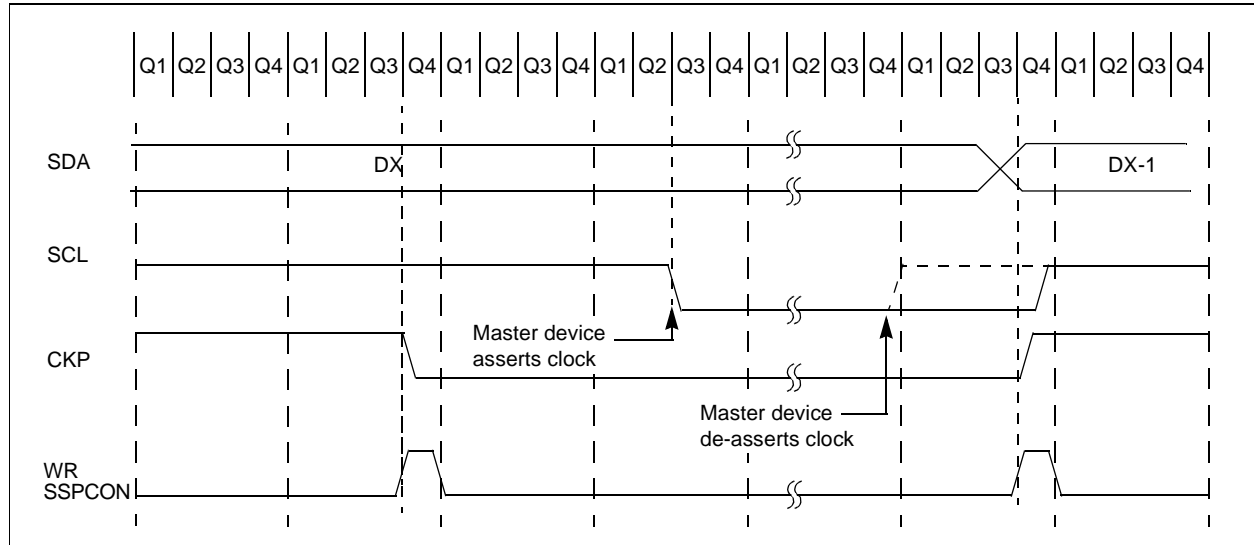 Q1 Q2 Q3 Q4 Q1 Q2 Q3 Q4 Q1 Q2 Q3 Q4 Q1 Q2 Q3 Q4 Q1 Q2 Q3 Q4 Q1 Q2 Q3 Q4 Q1 Q2 Q3 Q4
SDA
DX
DX-1
SCL
Master device
asserts clock
CKP
Master device
de-asserts clock
WR
SSPCON